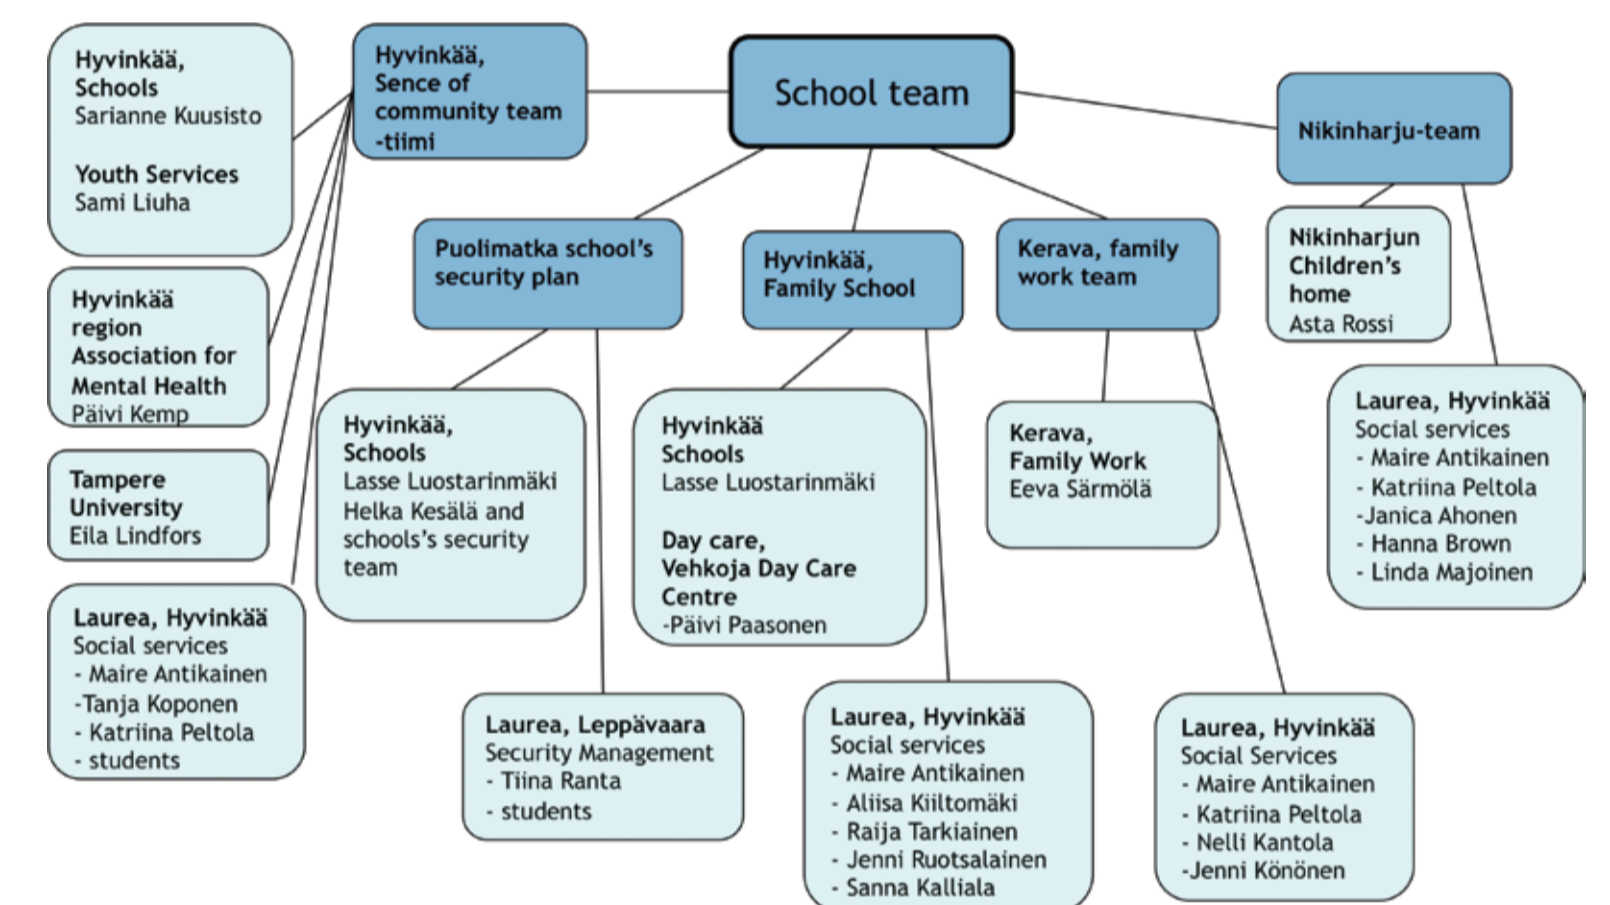 Hyvinkää,
Schools
Sarianne Kuusisto
Youth Services
Sami Liuha
Hyvinkää,
Sence of
community team
-tiimi
School team
Nikinharju-team
Hyvinkää
region
Association for
Mental Health
Päivi Kemp
Puolimatka school's
security plan
Hyvinkää,
Family School
Kerava, family
work team
Nikinharjun
Children's
home
Asta Rossi
Tampere
University
Eila Lindfors
Hyvinkää,
Schools
Lasse Luostarinmäki
Helka Kesälä and
schools's security
team
Hyvinkää
Schools
Lasse Luostarinmäki
Day care,
Vehkoja Day Care
Centre
-Päivi Paasonen
Kerava,
Family Work
Eeva Särmölä
Laurea, Hyvinkää
Social services
- Maire Antikainen
- Katriina Peltola
-Janica Ahonen
- Hanna Brown
- Linda Majoinen
Laurea, Hyvinkää
Social services
- Maire Antikainen
-Tanja Koponen
- Katriina Peltola
- students
Laurea, Leppävaara
Security Management
- Tiina Ranta
- students
Laurea, Hyvinkää
Social services
- Maire Antikainen
- Aliisa Kiiltomäki
- Raija Tarkiainen
- Jenni Ruotsalainen
- Sanna Kalliala
Laurea, Hyvinkää
Social Services
- Maire Antikainen
- Katriina Peltola
- Nelli Kantola
-Jenni Könönen